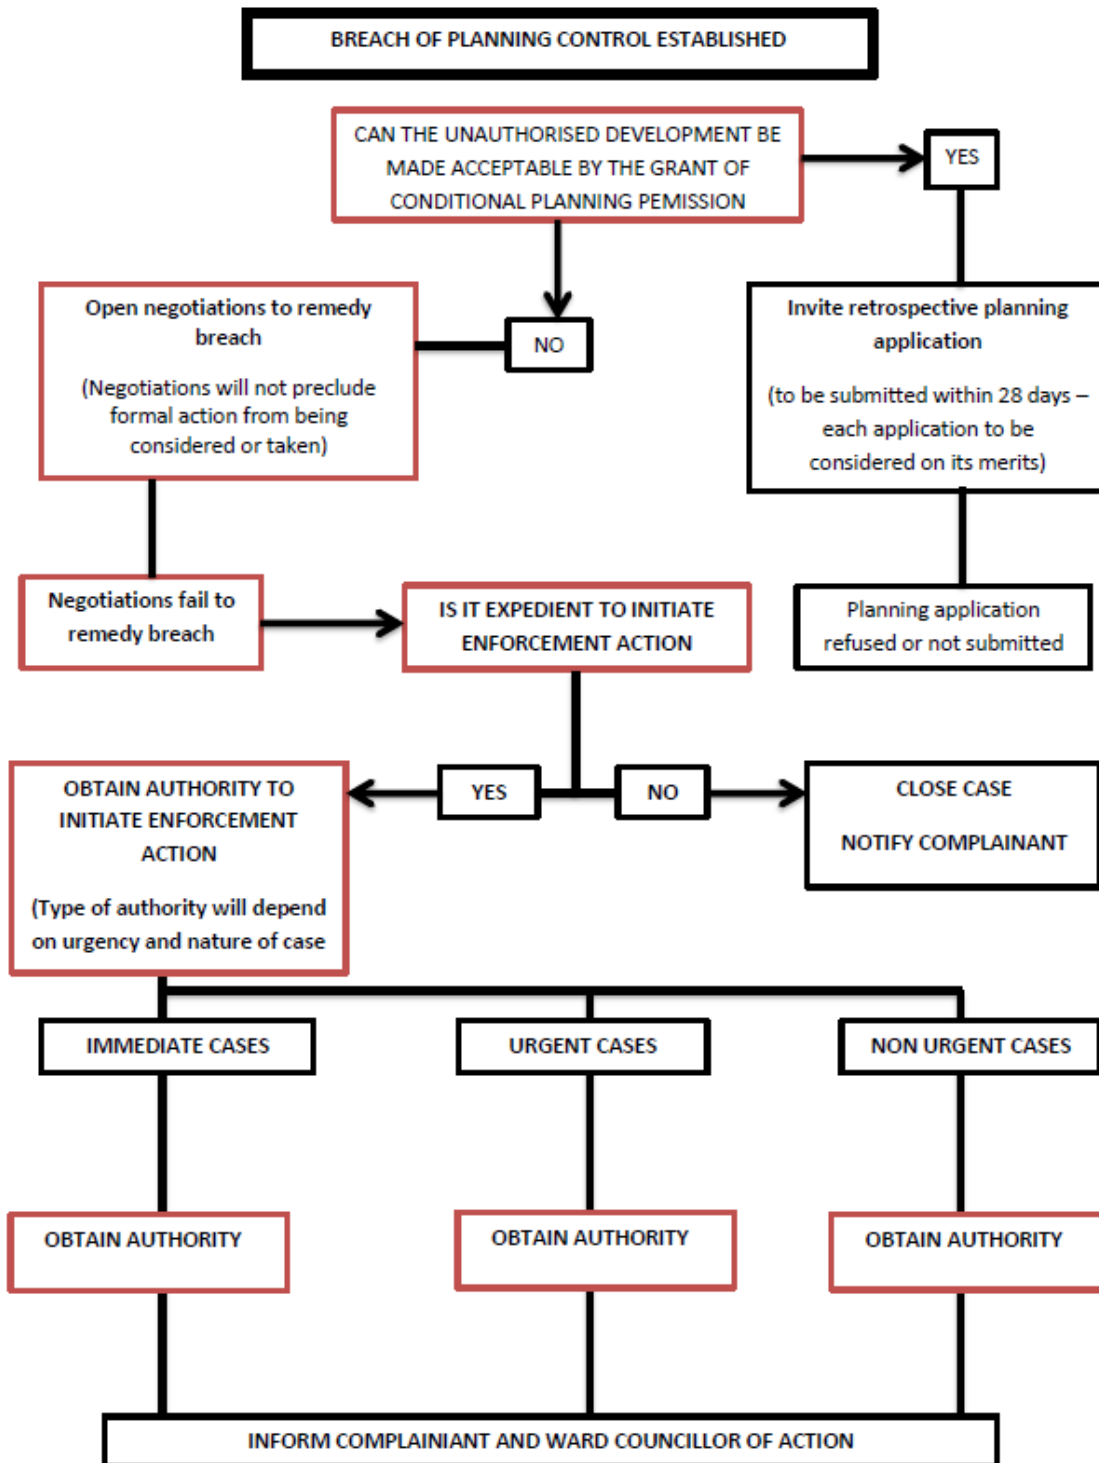 BREACH OF PLANNING CONTROL ESTABLISHED
CAN THE UNAUTHORISED DEVELOPMENT BE
MADE ACCEPTABLE BY THE GRANT OF
CONDITIONAL PLANNING PEMISSION
YES
NO
Open negotiations to remedy
breach
(Negotiations will not preclude
formal action from being
considered or taken)
Invite retrospective planning
application
(to be submitted within 28 days –
each application to be
considered on its merits)
Negotiations fail to
remedy breach
IS IT EXPEDIENT TO INITIATE
ENFORCEMENT ACTION
Planning application
refused or not submitted
OBTAIN AUTHORITY TO
INITIATE ENFORCEMENT
ACTION
(Type of authority will depend
on urgency and nature of case
YES
NO
CLOSE CASE
NOTIFY COMPLAINANT
IMMEDIATE CASES
URGENT CASES
NON URGENT CASES
OBTAIN AUTHORITY
OBTAIN AUTHORITY
OBTAIN AUTHORITY
INFORM COMPLAINIANT AND WARD COUNCILLOR OF ACTION